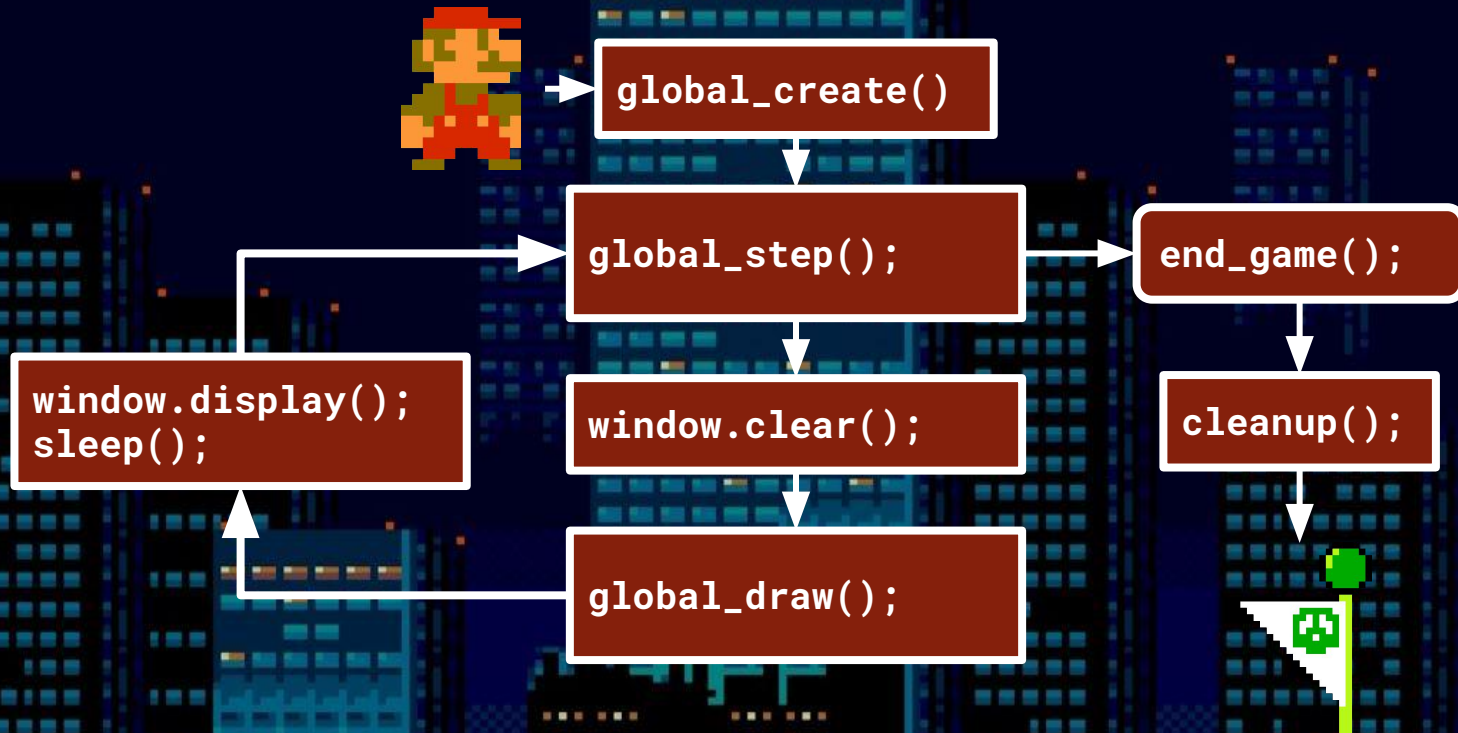 global_create()
global_step();
end_game();
window.display();
sleep();
window.clear();
cleanup();
global_draw();